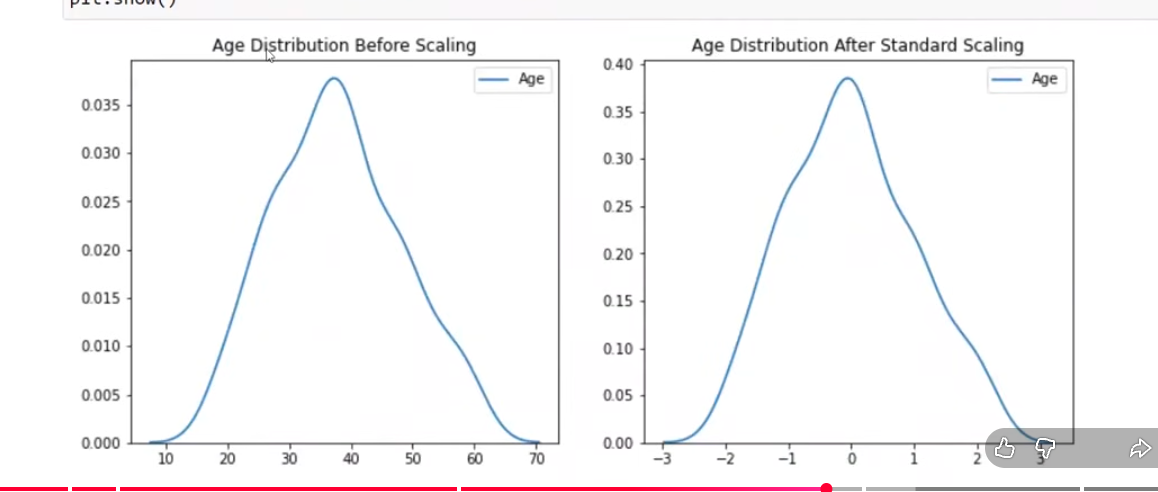 plt.show()
Age Distribution Before Scaling
Age
0.035
0.030
0.025
0.020
0.015
0.010
0.005
0.000
10 20 30 40 50 60 70
Age Distribution After Standard Scaling
Age
0.40
0.35
0.30
0.25
0.20
0.15
0.10
0.05
0.00
−3 −2 −1 0 1 2 3